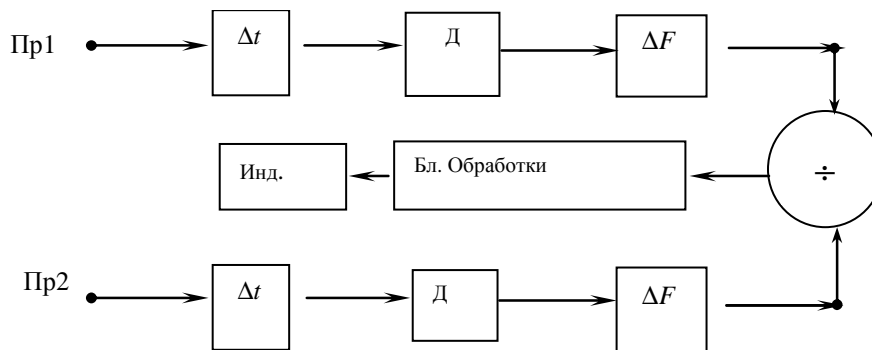 Пр1 Δt Д ΔF
Инд. Бл. Обработки ÷
Пр2 Δt Д ΔF